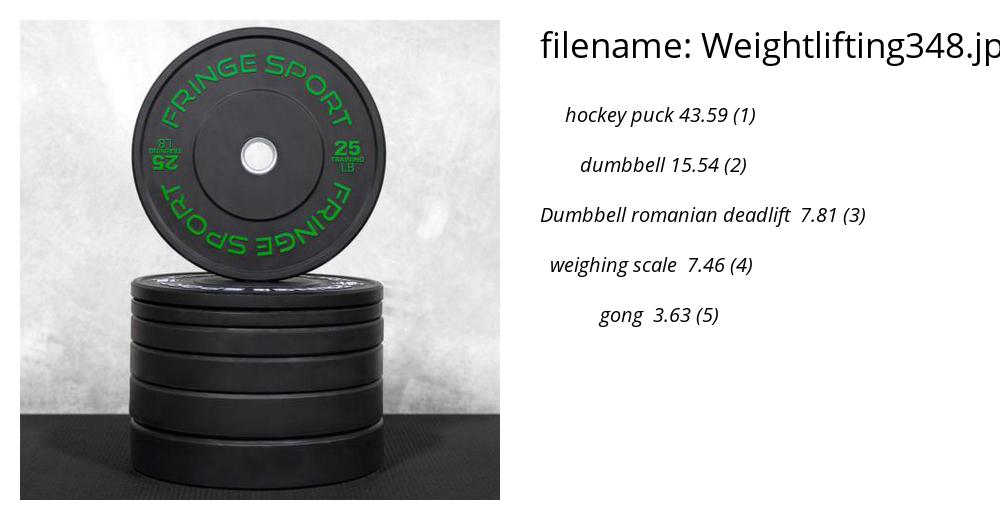 FRINGE SPORT
25
TRAINING
LB
25
TRAINING
LB
FRINGE SPORT
filename: Weightlifting348.jp
hockey puck 43.59 (1)
dumbbell 15.54 (2)
Dumbbell romanian deadlift 7.81 (3)
weighing scale 7.46 (4)
gong 3.63 (5)